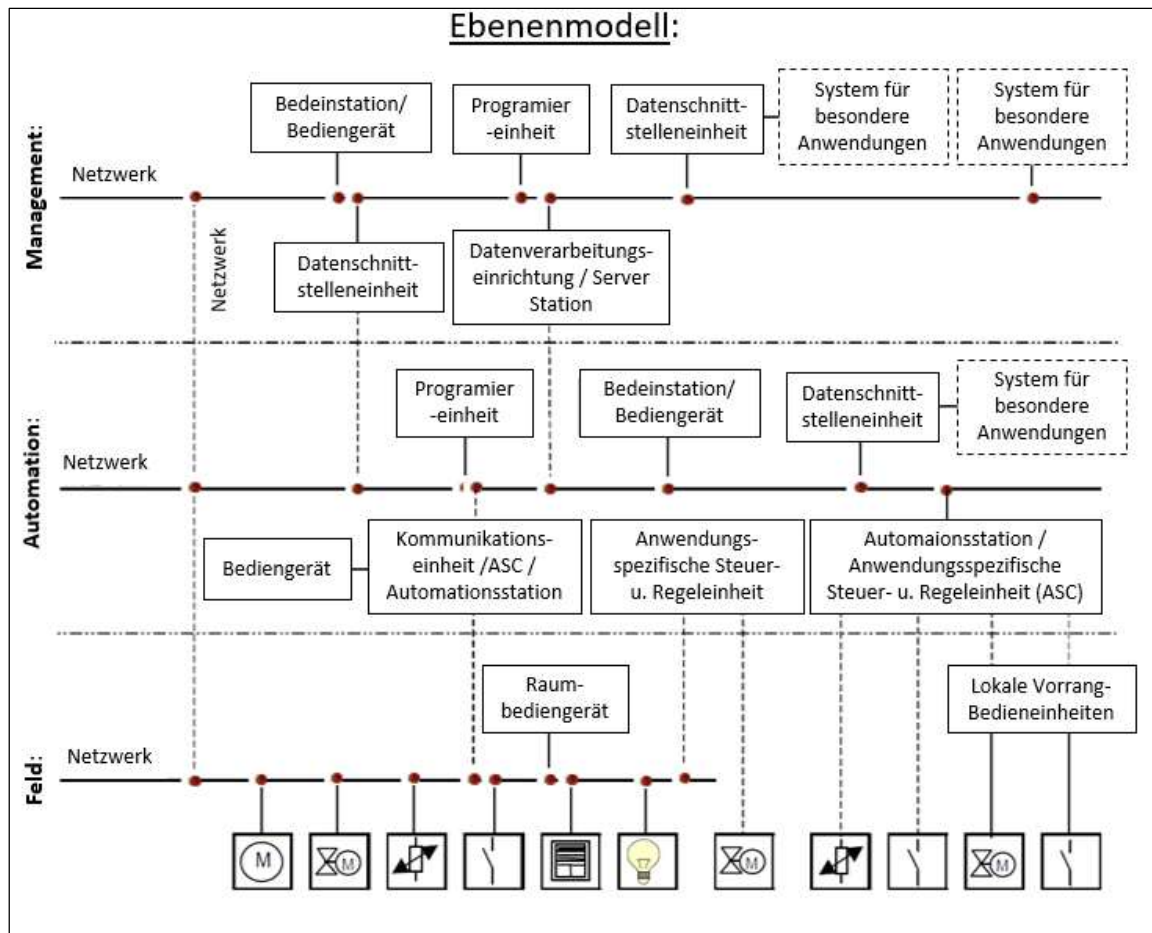 Ebenenmodell:
Management:
Bedeinstation/
Bediengerät
Programier
-einheit
Datenschnitt-
stelleneinheit
System für
besondere
Anwendungen
System für
besondere
Anwendungen
Netzwerk
Netzwerk
Datenschnitt-
stelleneinheit
Datenverarbeitungs-
einrichtung / Server
Station
Automation:
Programier
-einheit
Bedeinstation/
Bediengerät
Datenschnitt-
stelleneinheit
System für
besondere
Anwendungen
Netzwerk
Bediengerät
Kommunikations-
einheit /ASC /
Automationsstation
Anwendungs-
spezifische Steuer-
u. Regeleinheit
Automaionsstation /
Anwendungsspezifische
Steuer- u. Regeleinheit (ASC)
Feld:
Raum-
bediengerät
Lokale Vorrang-
Bedieneinheiten
Netzwerk
M
M
M
M